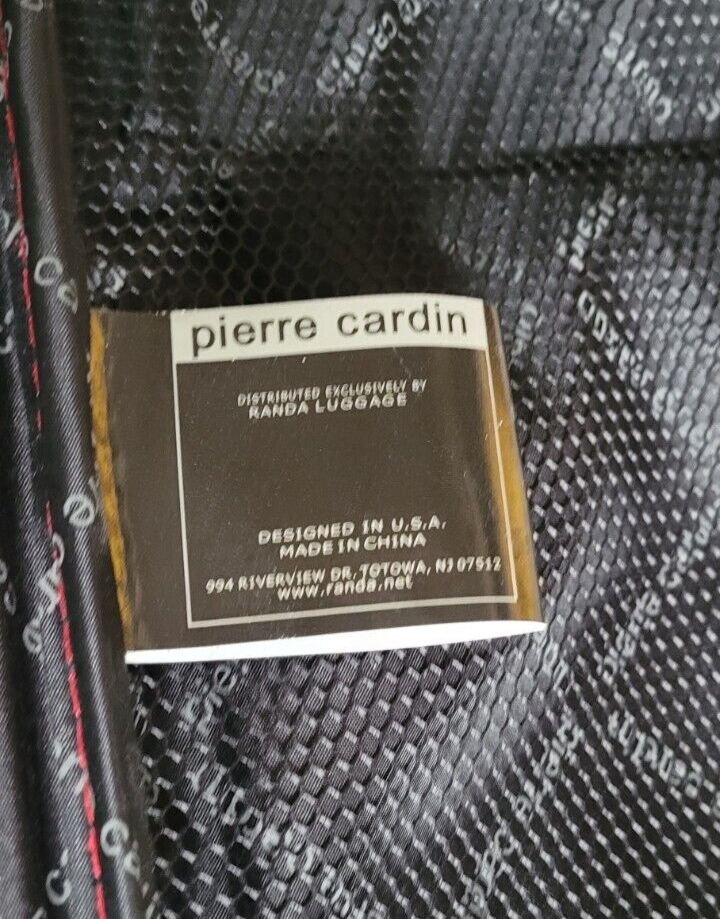 pierre cardin
DISTRIBUTED EXCLUSIVELY BY
RANDA LUGGAGE
DESIGNED IN U.S.A.
MADE IN CHINA
994 RIVERVIEW DR. TOTOWA, NJ 07512
www.randa.net